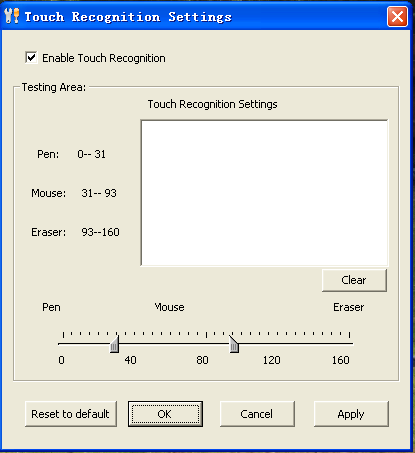 Touch Recognition Settings
Enable Touch Recognition
Testing Area:
Touch Recognition Settings
Pen: 0-- 31
Mouse: 31-- 93
Eraser: 93--160
Clear
Pen Mouse Eraser
0 40 80 120 160
Reset to default OK Cancel Apply